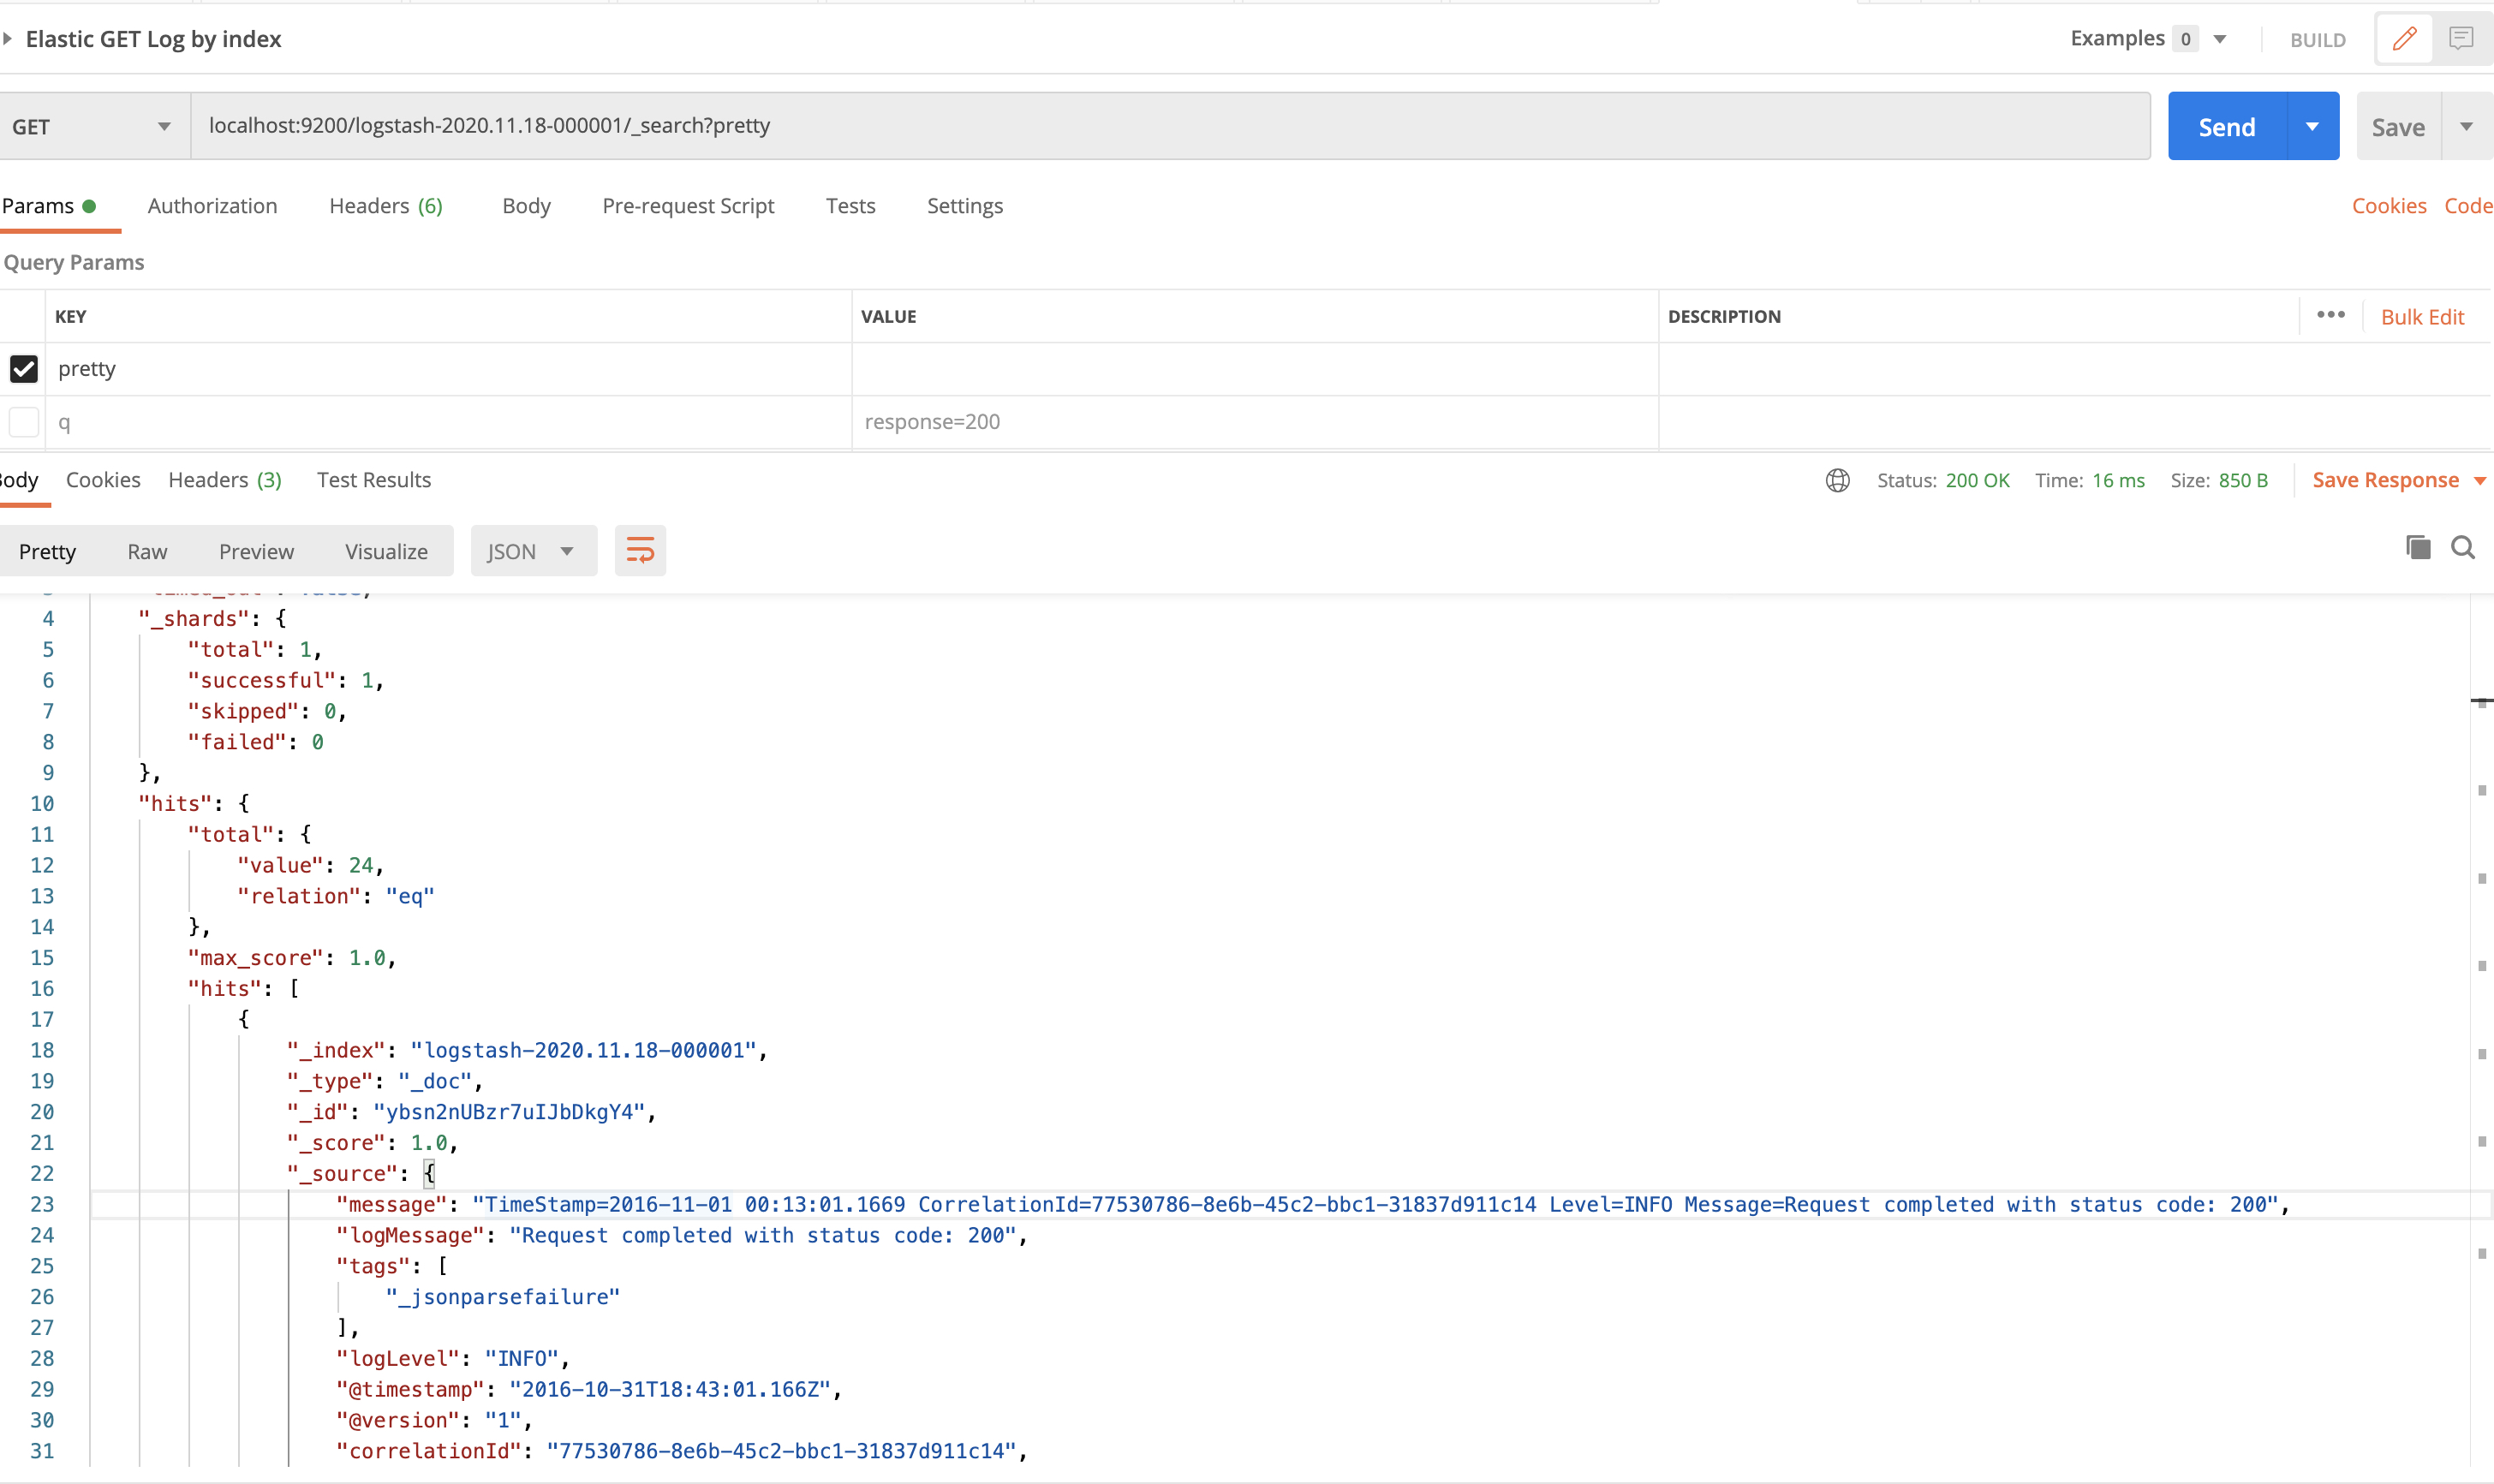 Elastic GET Log by index
Examples 0 BUILD
GET localhost:9200/logstash-2020.11.18-000001/_search?pretty Send Save
Params Authorization Headers (6) Body Pre-request Script Tests Settings Cookies Code
Query Params
KEY VALUE DESCRIPTION ••• Bulk Edit
pretty
q response=200
Body Cookies Headers (3) Test Results Status: 200 OK Time: 16 ms Size: 850 B Save Response
Pretty Raw Preview Visualize JSON
4 "_shards": {
5 "total": 1,
6 "successful": 1,
7 "skipped": 0,
8 "failed": 0
9 },
10 "hits": {
11 "total": {
12 "value": 24,
13 "relation": "eq"
14 },
15 "max_score": 1.0,
16 "hits": [
17 {
18 "_index": "logstash-2020.11.18-000001",
19 "_type": "_doc",
20 "_id": "ybsn2nUBzr7uIJbDkgY4",
21 "_score": 1.0,
22 "_source": {
23 "message": "TimeStamp=2016-11-01 00:13:01.1669 CorrelationId=77530786-8e6b-45c2-bbc1-31837d911c14 Level=INFO Message=Request completed with status code: 200",
24 "logMessage": "Request completed with status code: 200",
25 "tags": [
26 "_jsonparsefailure"
27 ],
28 "logLevel": "INFO",
29 "@timestamp": "2016-10-31T18:43:01.166Z",
30 "@version": "1",
31 "correlationId": "77530786-8e6b-45c2-bbc1-31837d911c14",